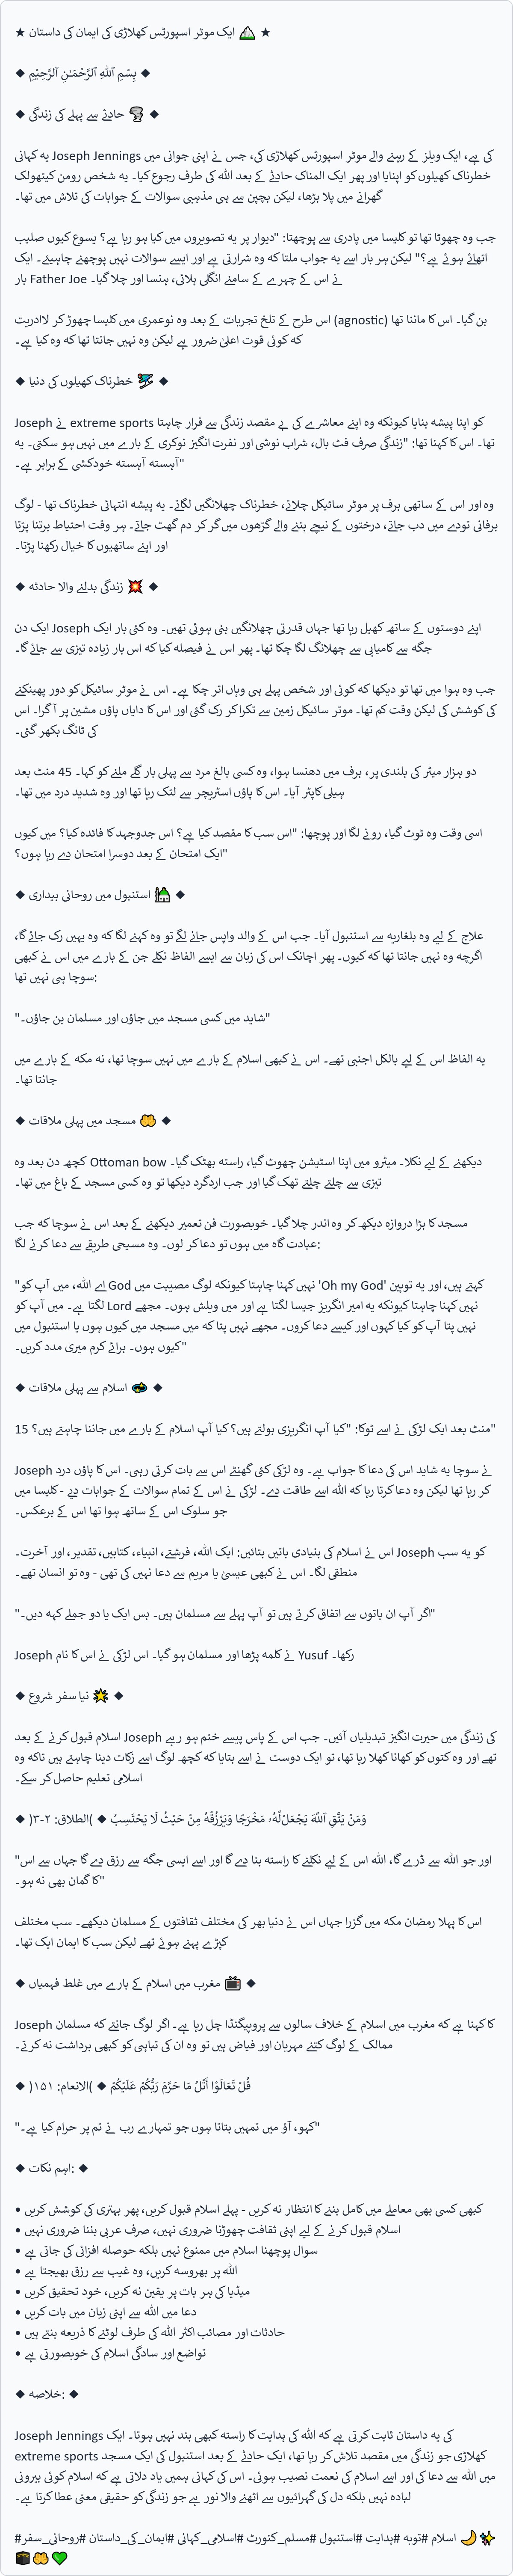 ★ ایک موٹر اسپورٹس کھلاڑی کی ایمان کی داستان 🏔️ ★
◆ بِسْمِ ٱللَّٰهِ ٱلرَّحْمَـٰنِ ٱلرَّحِيْمِ ◆
◆ حادثے سے پہلے کی زندگی 🌪️ ◆
کی ہے، ایک ویلز کے رہنے والے موٹر اسپورٹس کھلاڑی کی، جس نے اپنی جوانی میں Joseph Jennings یہ کہانی
خطرناک کھیلوں کو اپنایا اور پھر ایک المناک حادثے کے بعد اللہ کی طرف رجوع کیا۔ یہ شخص رومن کیتھولک
گھرانے میں پلا بڑھا، لیکن بچپن سے ہی مذہبی سوالات کے جوابات کی تلاش میں تھا۔
جب وہ چھوٹا تھا تو کلیسا میں پادری سے پوچھتا: "دیوار پر یہ تصویروں میں کیا ہو رہا ہے؟ یسوع کیوں صلیب
اٹھائے ہوئے ہے؟" لیکن ہر بار اسے یہ جواب ملتا کہ وہ شرارتی ہے اور ایسے سوالات نہیں پوچھنے چاہیئے۔ ایک
نے اس کے چہرے کے سامنے انگلی ہلائی، ہنسا اور چلا گیا۔ Father Joe بار
بن گیا۔ اس کا ماننا تھا (agnostic) اس طرح کے تلخ تجربات کے بعد وہ نوعمری میں کلیسا چھوڑ کر لاادریت
کہ کوئی قوت اعلیٰ ضرور ہے لیکن وہ نہیں جانتا تھا کہ وہ کیا ہے۔
◆ خطرناک کھیلوں کی دنیا 🏂 ◆
کو اپنا پیشہ بنایا کیونکہ وہ اپنے معاشرے کی بے مقصد زندگی سے فرار چاہتا extreme sports نے Joseph
تھا۔ اس کا کہنا تھا: "زندگی صرف فٹ بال، شراب نوشی اور نفرت انگیز نوکری کے بارے میں نہیں ہو سکتی۔ یہ
آہستہ آہستہ خودکشی کے برابر ہے۔"
وہ اور اس کے ساتھی برف پر موٹر سائیکل چلاتے، خطرناک چھلانگیں لگاتے۔ یہ پیشہ انتہائی خطرناک تھا - لوگ
برفانی تودے میں دب جاتے، درختوں کے نیچے بننے والے گڑھوں میں گر کر دم گھٹ جاتے۔ ہر وقت احتیاط برتنا پڑتا
اور اپنے ساتھیوں کا خیال رکھنا پڑتا۔
◆ زندگی بدلنے والا حادثہ 💥 ◆
اپنے دوستوں کے ساتھ کھیل رہا تھا جہاں قدرتی چھلانگیں بنی ہوئی تھیں۔ وہ کئی بار ایک Joseph ایک دن
جگہ سے کامیابی سے چھلانگ لگا چکا تھا۔ پھر اس نے فیصلہ کیا کہ اس بار زیادہ تیزی سے جائے گا۔
جب وہ ہوا میں تھا تو دیکھا کہ کوئی اور شخص پہلے ہی وہاں اتر چکا ہے۔ اس نے موٹر سائیکل کو دور پھینکنے
کی کوشش کی لیکن وقت کم تھا۔ موٹر سائیکل زمین سے ٹکرا کر رک گئی اور اس کا دایاں پاؤں مشین پر آ گرا۔ اس
کی ٹانگ بکھر گئی۔
دو ہزار میٹر کی بلندی پر، برف میں دھنسا ہوا، وہ کسی بالغ مرد سے پہلی بار گلے ملنے کو کہا۔ 45 منٹ بعد
ہیلی کاپٹر آیا۔ اس کا پاؤں اسٹریچر سے لٹک رہا تھا اور وہ شدید درد میں تھا۔
اسی وقت وہ ٹوٹ گیا، رونے لگا اور پوچھا: "اس سب کا مقصد کیا ہے؟ اس جدوجہد کا فائدہ کیا؟ میں کیوں
ایک امتحان کے بعد دوسرا امتحان دے رہا ہوں؟"
◆ استنبول میں روحانی بیداری 🕌 ◆
علاج کے لیے وہ بلغاریہ سے استنبول آیا۔ جب اس کے والد واپس جانے لگے تو وہ کہنے لگا کہ وہ یہیں رک جائے گا،
اگرچہ وہ نہیں جانتا تھا کہ کیوں۔ پھر اچانک اس کی زبان سے ایسے الفاظ نکلے جن کے بارے میں اس نے کبھی
سوچا ہی نہیں تھا:
"شاید میں کسی مسجد میں جاؤں اور مسلمان بن جاؤں۔"
یہ الفاظ اس کے لیے بالکل اجنبی تھے۔ اس نے کبھی اسلام کے بارے میں نہیں سوچا تھا، نہ مکہ کے بارے میں
جانتا تھا۔
◆ مسجد میں پہلی ملاقات 🤲 ◆
دیکھنے کے لیے نکلا۔ میٹرو میں اپنا اسٹیشن چھوٹ گیا، راستہ بھٹک گیا۔ Ottoman bow کچھ دن بعد وہ
تیزی سے چلتے چلتے تھک گیا اور جب اردگرد دیکھا تو وہ کسی مسجد کے باغ میں تھا۔
مسجد کا بڑا دروازہ دیکھ کر وہ اندر چلا گیا۔ خوبصورت فن تعمیر دیکھنے کے بعد اس نے سوچا کہ جب
عبادت گاہ میں ہوں تو دعا کر لوں۔ وہ مسیحی طریقے سے دعا کرنے لگا:
کہتے ہیں، اور یہ توہین 'Oh my God' نہیں کہنا چاہتا کیونکہ لوگ مصیبت میں God اے اللہ، میں آپ کو"
نہیں کہنا چاہتا کیونکہ یہ امیر انگریز جیسا لگتا ہے اور میں ویلش ہوں۔ مجھے Lord لگتا ہے۔ میں آپ کو
نہیں پتا آپ کو کیا کہوں اور کیسے دعا کروں۔ مجھے نہیں پتا کہ میں مسجد میں کیوں ہوں یا استنبول میں
کیوں ہوں۔ برائے کرم میری مدد کریں۔"
◆ اسلام سے پہلی ملاقات 💫 ◆
منٹ بعد ایک لڑکی نے اسے ٹوکا: "کیا آپ انگریزی بولتے ہیں؟ کیا آپ اسلام کے بارے میں جاننا چاہتے ہیں؟ 15"
نے سوچا یہ شاید اس کی دعا کا جواب ہے۔ وہ لڑکی کئی گھنٹے اس سے بات کرتی رہی۔ اس کا پاؤں درد Joseph
کر رہا تھا لیکن وہ دعا کرتا رہا کہ اللہ اسے طاقت دے۔ لڑکی نے اس کے تمام سوالات کے جوابات دیے - کلیسا میں
جو سلوک اس کے ساتھ ہوا تھا اس کے برعکس۔
کو یہ سب Joseph اس نے اسلام کی بنیادی باتیں بتائیں: ایک اللہ، فرشتے، انبیاء، کتابیں، تقدیر، اور آخرت۔
منطقی لگا۔ اس نے کبھی عیسیٰ یا مریم سے دعا نہیں کی تھی - وہ تو انسان تھے۔
"اگر آپ ان باتوں سے اتفاق کرتے ہیں تو آپ پہلے سے مسلمان ہیں۔ بس ایک یا دو جملے کہہ دیں۔"
رکھا۔ Yusuf نے کلمہ پڑھا اور مسلمان ہو گیا۔ اس لڑکی نے اس کا نام Joseph
◆ نیا سفر شروع 🌟 ◆
کی زندگی میں حیرت انگیز تبدیلیاں آئیں۔ جب اس کے پاس پیسے ختم ہو رہے Joseph اسلام قبول کرنے کے بعد
تھے اور وہ کتوں کو کھانا کھلا رہا تھا، تو ایک دوست نے اسے بتایا کہ کچھ لوگ اسے زکات دینا چاہتے ہیں تاکہ وہ
اسلامی تعلیم حاصل کر سکے۔
◆ وَمَنْ يَتَّقِ ٱللَّهَ يَجْعَلْ لَّهُۥ مَخْرَجًا وَيَرْزُقْهُ مِنْ حَيْثُ لَا يَحْتَسِبُ ◆ (الطلاق: ۲-۳)
اور جو اللہ سے ڈرے گا، اللہ اس کے لیے نکلنے کا راستہ بنا دے گا اور اسے ایسی جگہ سے رزق دے گا جہاں سے اس"
کا گمان بھی نہ ہو۔"
اس کا پہلا رمضان مکہ میں گزرا جہاں اس نے دنیا بھر کی مختلف ثقافتوں کے مسلمان دیکھے۔ سب مختلف
کپڑے پہنے ہوئے تھے لیکن سب کا ایمان ایک تھا۔
◆ مغرب میں اسلام کے بارے میں غلط فہمیاں 📺 ◆
کا کہنا ہے کہ مغرب میں اسلام کے خلاف سالوں سے پروپیگنڈا چل رہا ہے۔ اگر لوگ جانتے کہ مسلمان Joseph
ممالک کے لوگ کتنے مہربان اور فیاض ہیں تو وہ ان کی تباہی کو کبھی برداشت نہ کرتے۔
◆ قُلْ تَعَالَوْا أَتْلُ مَا حَرَّمَ رَبُّكُمْ عَلَيْكُمْ ◆ (الانعام: ۱۵۱)
"کہو، آؤ میں تمہیں بتاتا ہوں جو تمہارے رب نے تم پر حرام کیا ہے۔"
◆ اہم نکات: ◆
• کبھی کسی بھی معاملے میں کامل بننے کا انتظار نہ کریں - پہلے اسلام قبول کریں، پھر بہتری کی کوشش کریں
• اسلام قبول کرنے کے لیے اپنی ثقافت چھوڑنا ضروری نہیں، صرف عربی بننا ضروری نہیں
• سوال پوچھنا اسلام میں ممنوع نہیں بلکہ حوصلہ افزائی کی جاتی ہے
• اللہ پر بھروسہ کریں، وہ غیب سے رزق بھیجتا ہے
• میڈیا کی ہر بات پر یقین نہ کریں، خود تحقیق کریں
• دعا میں اللہ سے اپنی زبان میں بات کریں
• حادثات اور مصائب اکثر اللہ کی طرف لوٹنے کا ذریعہ بنتے ہیں
• تواضع اور سادگی اسلام کی خوبصورتی ہے
◆ خلاصہ: ◆
کی یہ داستان ثابت کرتی ہے کہ اللہ کی ہدایت کا راستہ کبھی بند نہیں ہوتا۔ ایک Joseph Jennings
کھلاڑی جو زندگی میں مقصد تلاش کر رہا تھا، ایک حادثے کے بعد استنبول کی ایک مسجد extreme sports
میں اللہ سے دعا کی اور اسے اسلام کی نعمت نصیب ہوئی۔ اس کی کہانی ہمیں یاد دلاتی ہے کہ اسلام کوئی بیرونی
لبادہ نہیں بلکہ دل کی گہرائیوں سے اٹھنے والا نور ہے جو زندگی کو حقیقی معنی عطا کرتا ہے۔
#اسلام #توبہ #ہدایت #استنبول #مسلم_کنورٹ #اسلامی_کہانی #ایمان_کی_داستان #روحانی_سفر 🌙✨
🕋🤲💚